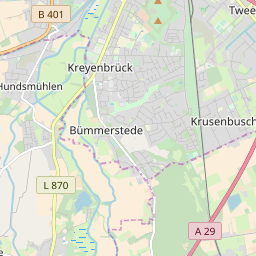 B 401
Twee
Kreyenbrück
Hundsmühlen
Krusenbusch
Bümmerstede
L 870
A 29